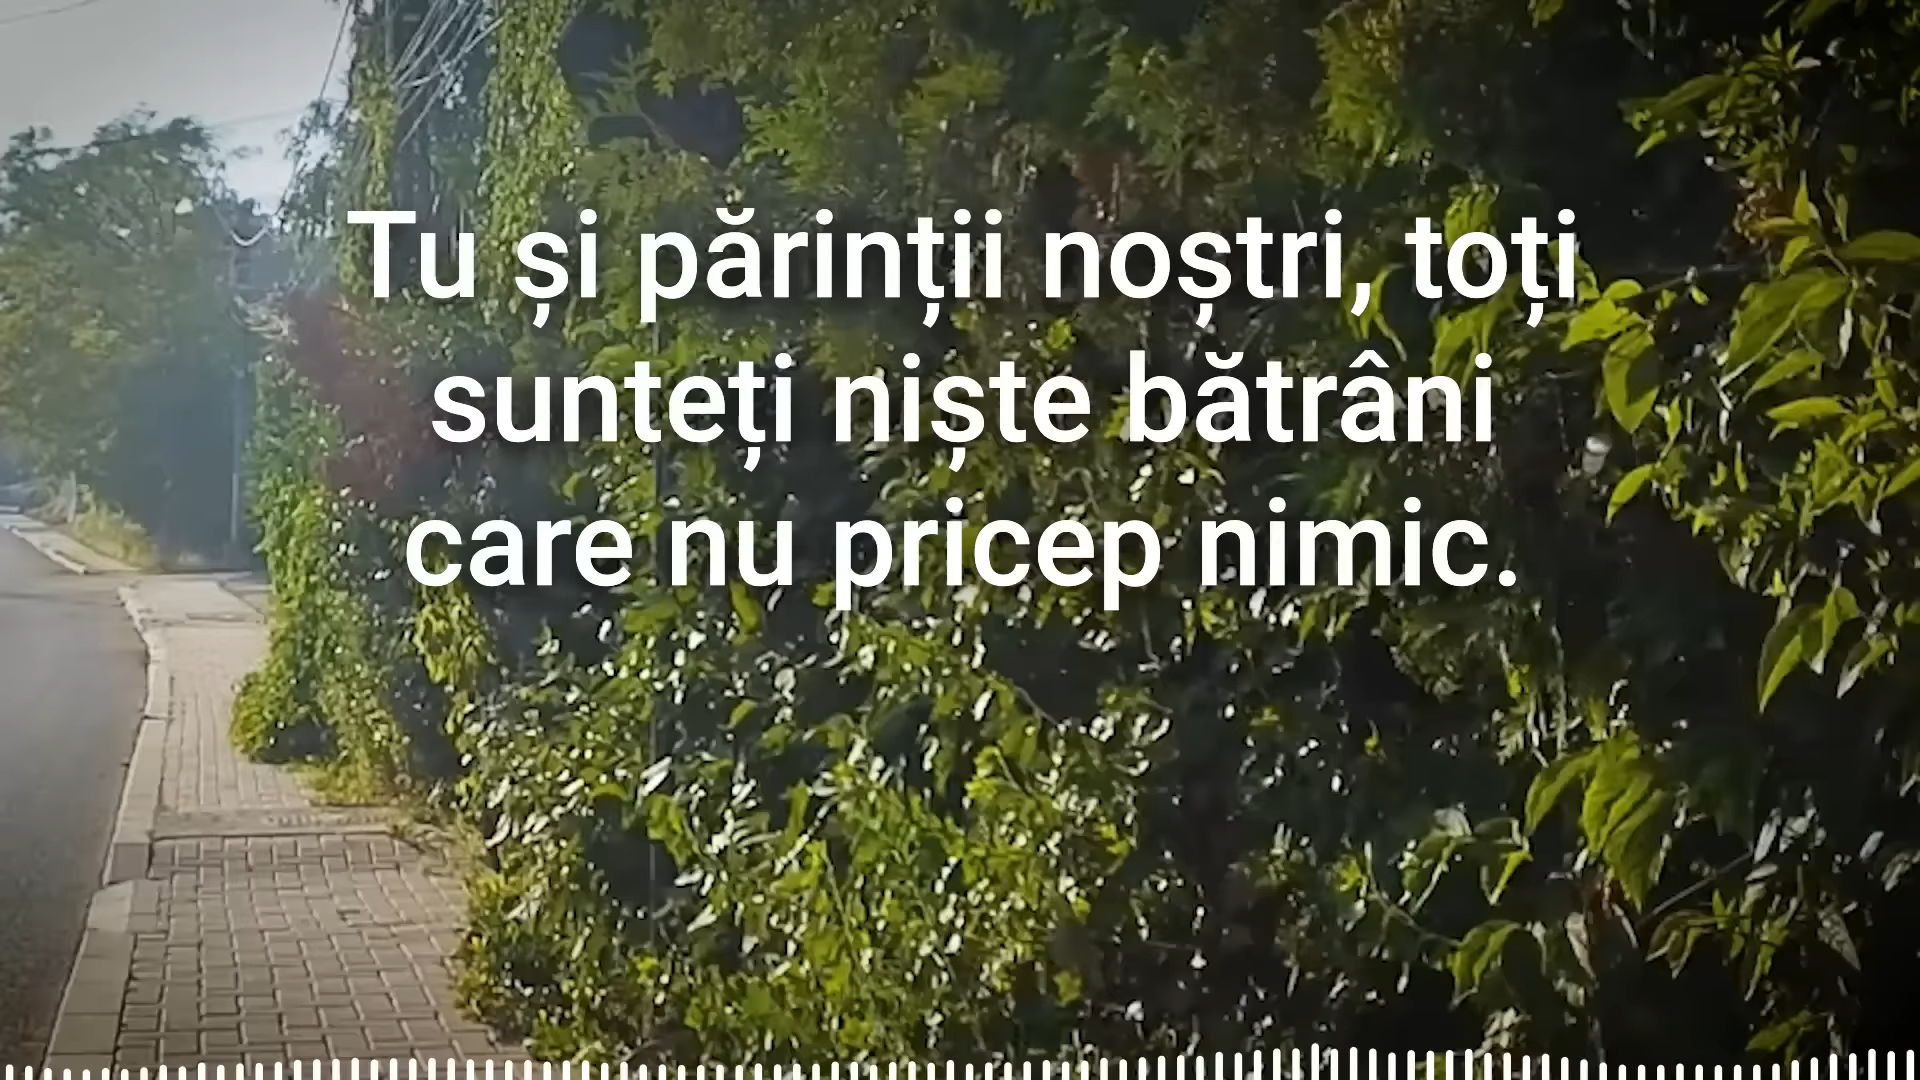 Tu și părinții noștri, toți
sunteți niște bătrâni
care nu pricep nimic.